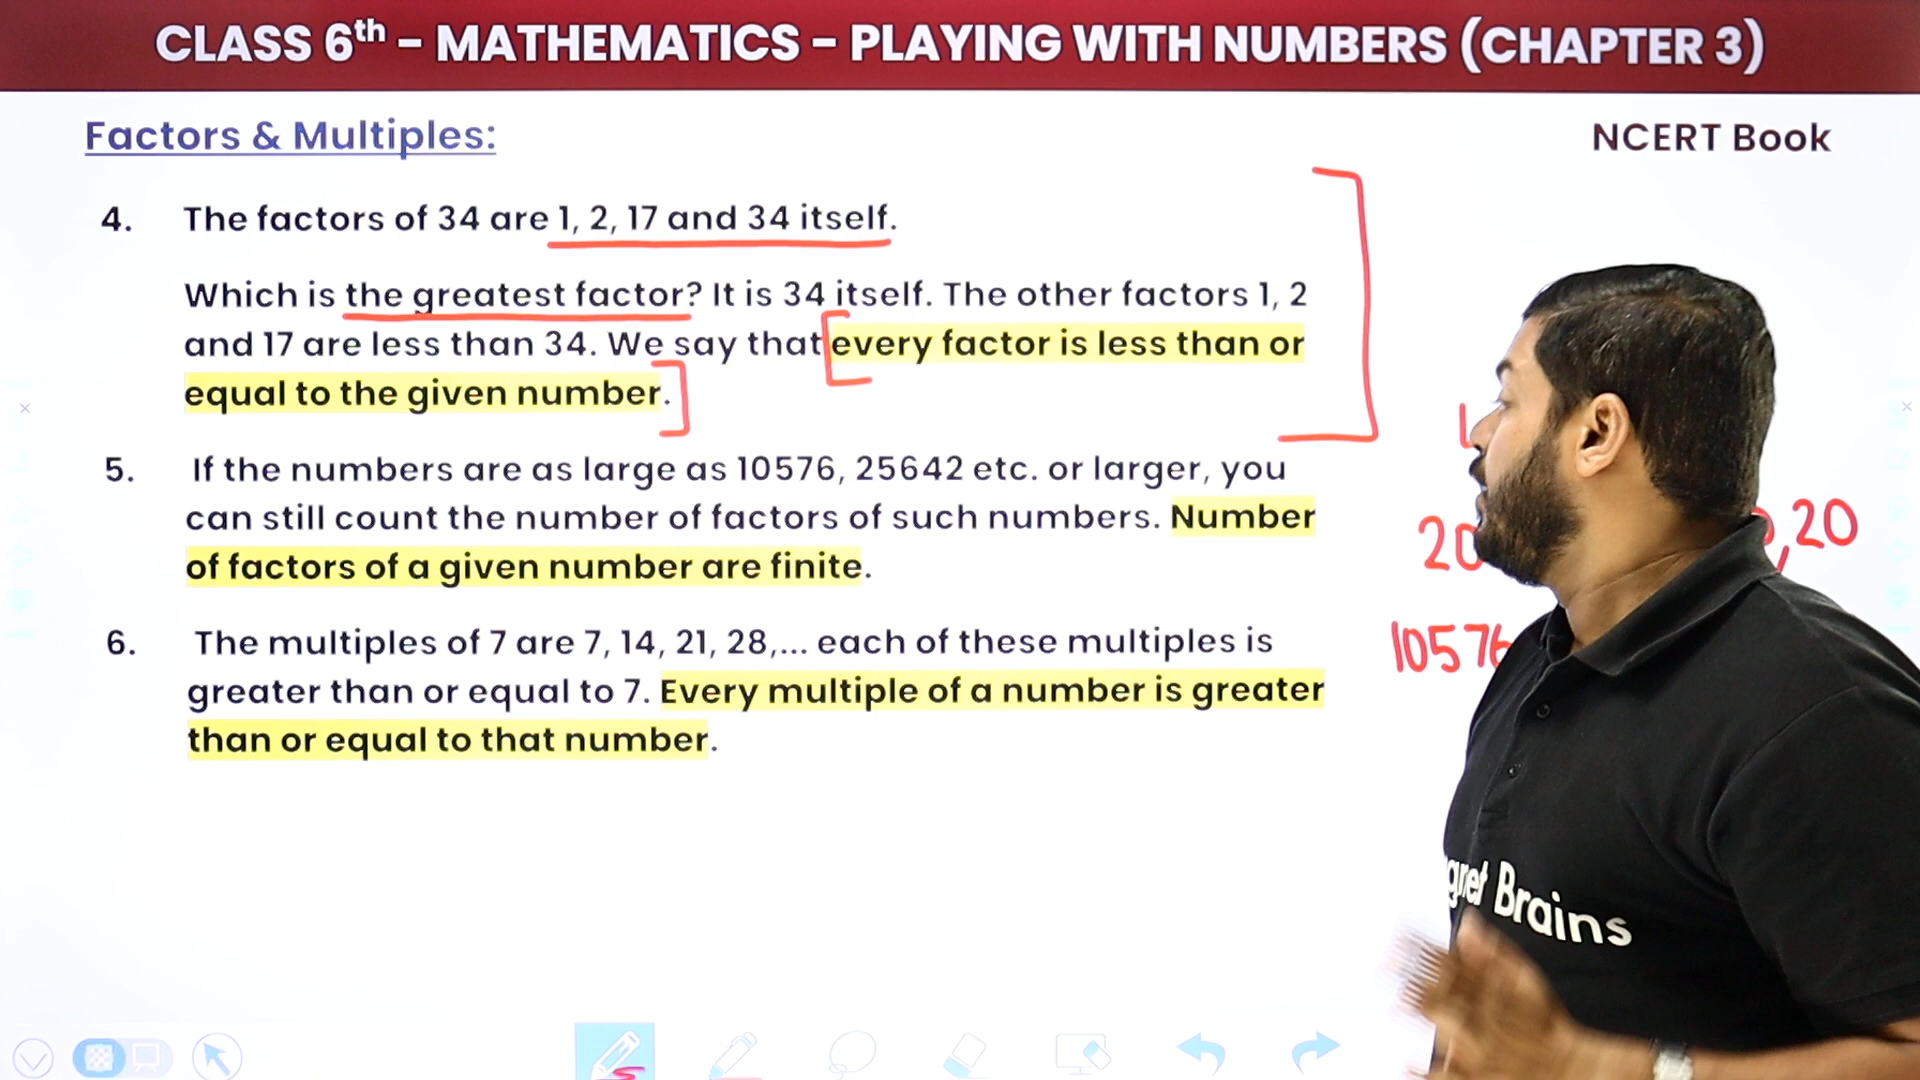 CLASS 6th - MATHEMATICS - PLAYING WITH NUMBERS (CHAPTER 3)
Factors & Multiples:
NCERT Book
4. The factors of 34 are 1, 2, 17 and 34 itself.
Which is the greatest factor? It is 34 itself. The other factors 1, 2
and 17 are less than 34. We say that every factor is less than or
equal to the given number.
5. If the numbers are as large as 10576, 25642 etc. or larger, you
can still count the number of factors of such numbers. Number
of factors of a given number are finite.
20 ,20
6. The multiples of 7 are 7, 14, 21, 28,... each of these multiples is
greater than or equal to 7. Every multiple of a number is greater
than or equal to that number.
10576
Brains